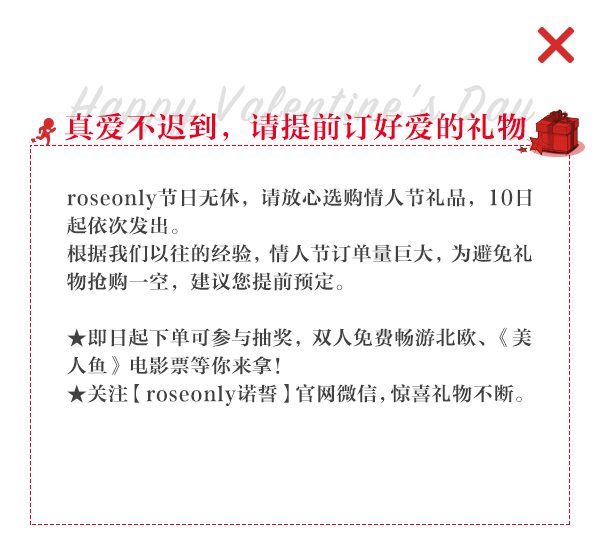 Happy Valentine's Day
真爱不迟到，请提前订好爱的礼物
roseonly节日无休，请放心选购情人节礼品，10日
起依次发出。
根据我们以往的经验，情人节订单量巨大，为避免礼
物抢购一空，建议您提前预定。
★即日起下单可参与抽奖，双人免费畅游北欧、《美
人鱼》电影票等你来拿！
★关注【roseonly诺誓】官网微信，惊喜礼物不断。